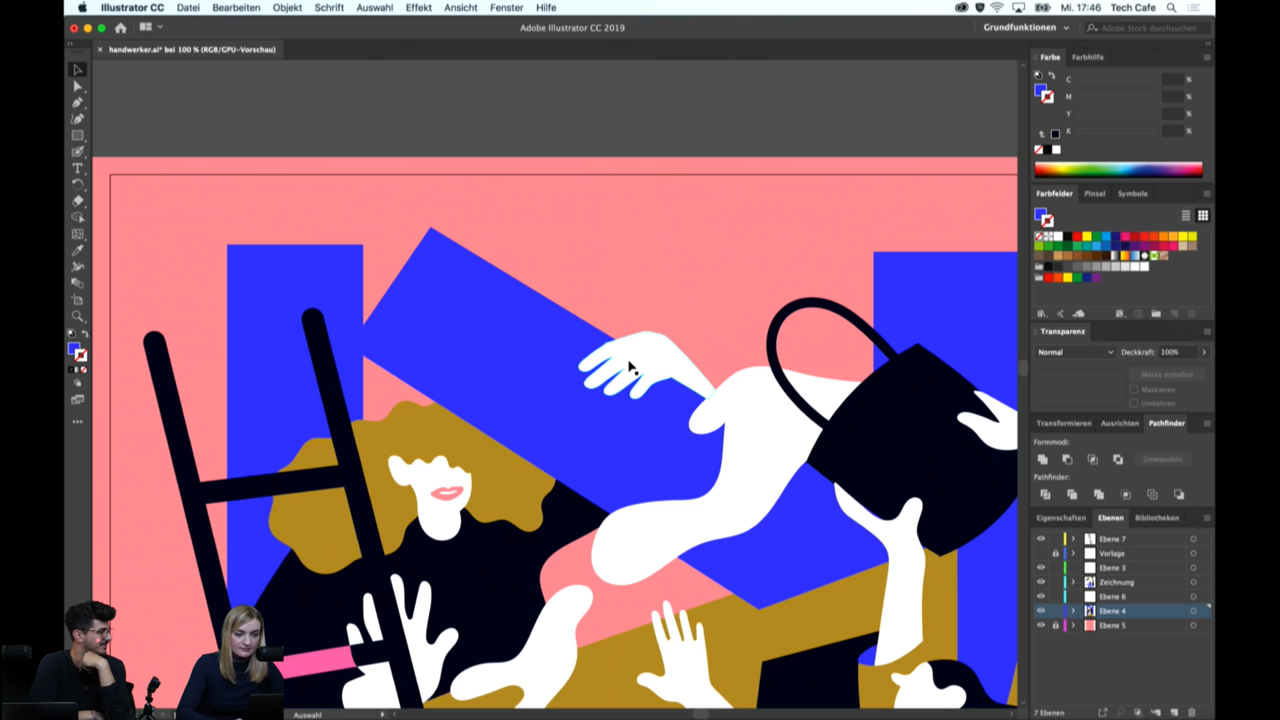 Illustrator CC Datei Bearbeiten Objekt Schrift Auswahl Effekt Ansicht Fenster Hilfe Mi. 17:46 Tech Cafe
Adobe Illustrator CC 2019
Grundfunktionen
Adobe Stock durchsuchen
handwerker.ai* bei 100 % (RGB/GPU-Vorschau)
Farbe Farbhilfe
C %
M %
Y %
K %
Farbfelder Pinsel Symbole
Transparenz
Normal Deckkraft: 100%
Maske erstellen
Maskieren
Umkehren
Transformieren Ausrichten Pathfinder
Formmodi:
Umwandeln
Pathfinder:
Eigenschaften Ebenen Bibliotheken
Ebene 7
Vorlage
Ebene 3
Zeichnung
Ebene 6
Ebene 4
Ebene 5
7 Ebenen
Auswahl